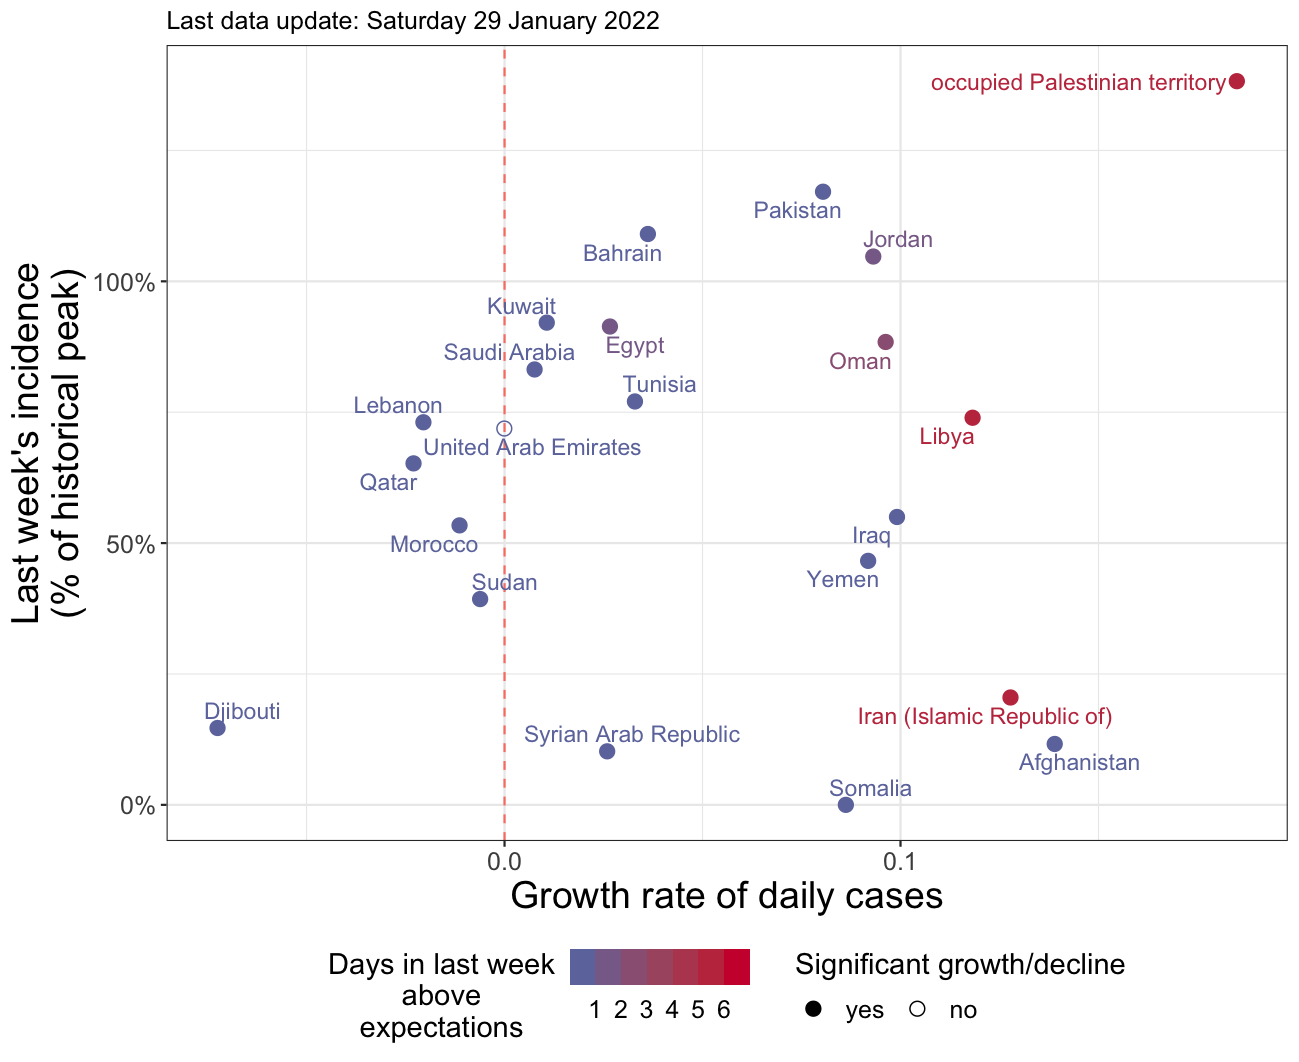 Last data update: Saturday 29 January 2022
occupied Palestinian territory
Pakistan
Jordan
Bahrain
Last week's incidence
(% of historical peak)
100%
Kuwait
Egypt
Saudi Arabia
Oman
Tunisia
Lebanon
Libya
United Arab Emirates
Qatar
Iraq
50%
Morocco
Yemen
Sudan
Djibouti
Iran (Islamic Republic of)
Syrian Arab Republic
Afghanistan
Somalia
0%
0.0
0.1
Growth rate of daily cases
Days in last week
above
expectations
1 2 3 4 5 6
Significant growth/decline
yes
no